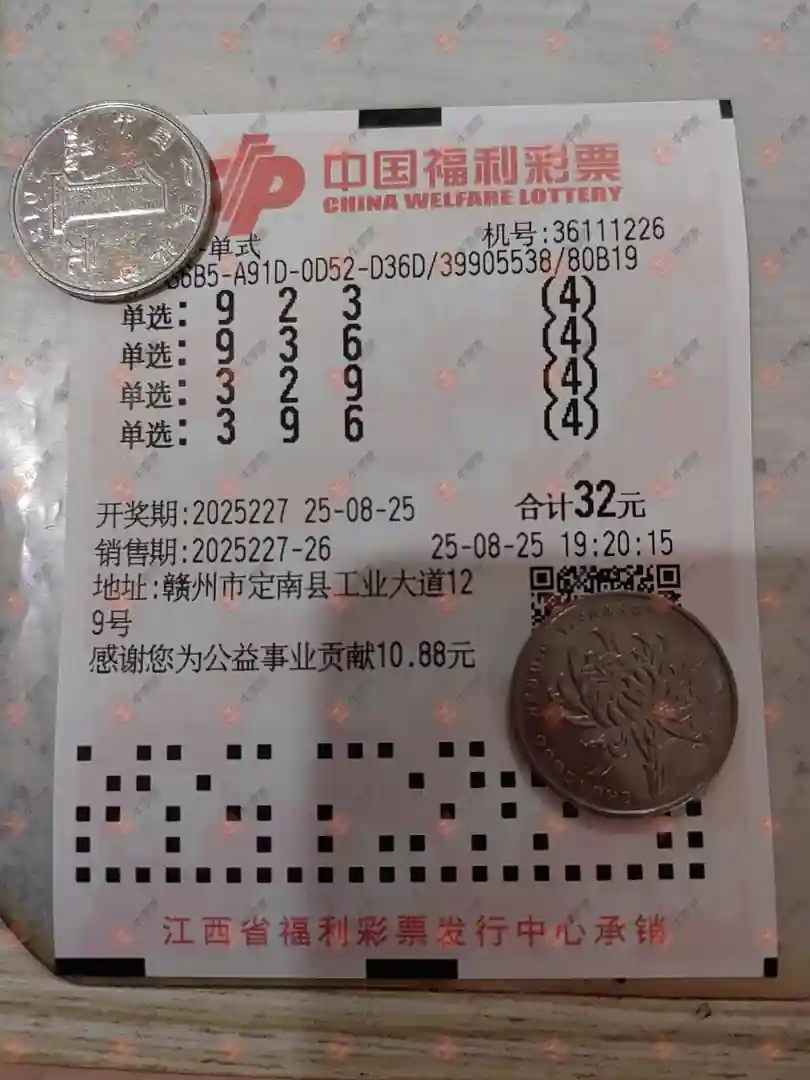 中国福利彩票
CHINA WELFARE LOTTERY
-单式 机号:36111226
6B5-A91D-0D52-D36D/39905538/80B19
单选: 9 2 3 (4)
单选: 9 3 6 (4)
单选: 3 2 9 (4)
单选: 3 9 6 (4)
开奖期:2025227 25-08-25 合计32元
销售期:2025227-26 25-08-25 19:20:15
地址:赣州市定南县工业大道12
9号
感谢您为公益事业贡献10.88元
江西省福利彩票发行中心承销